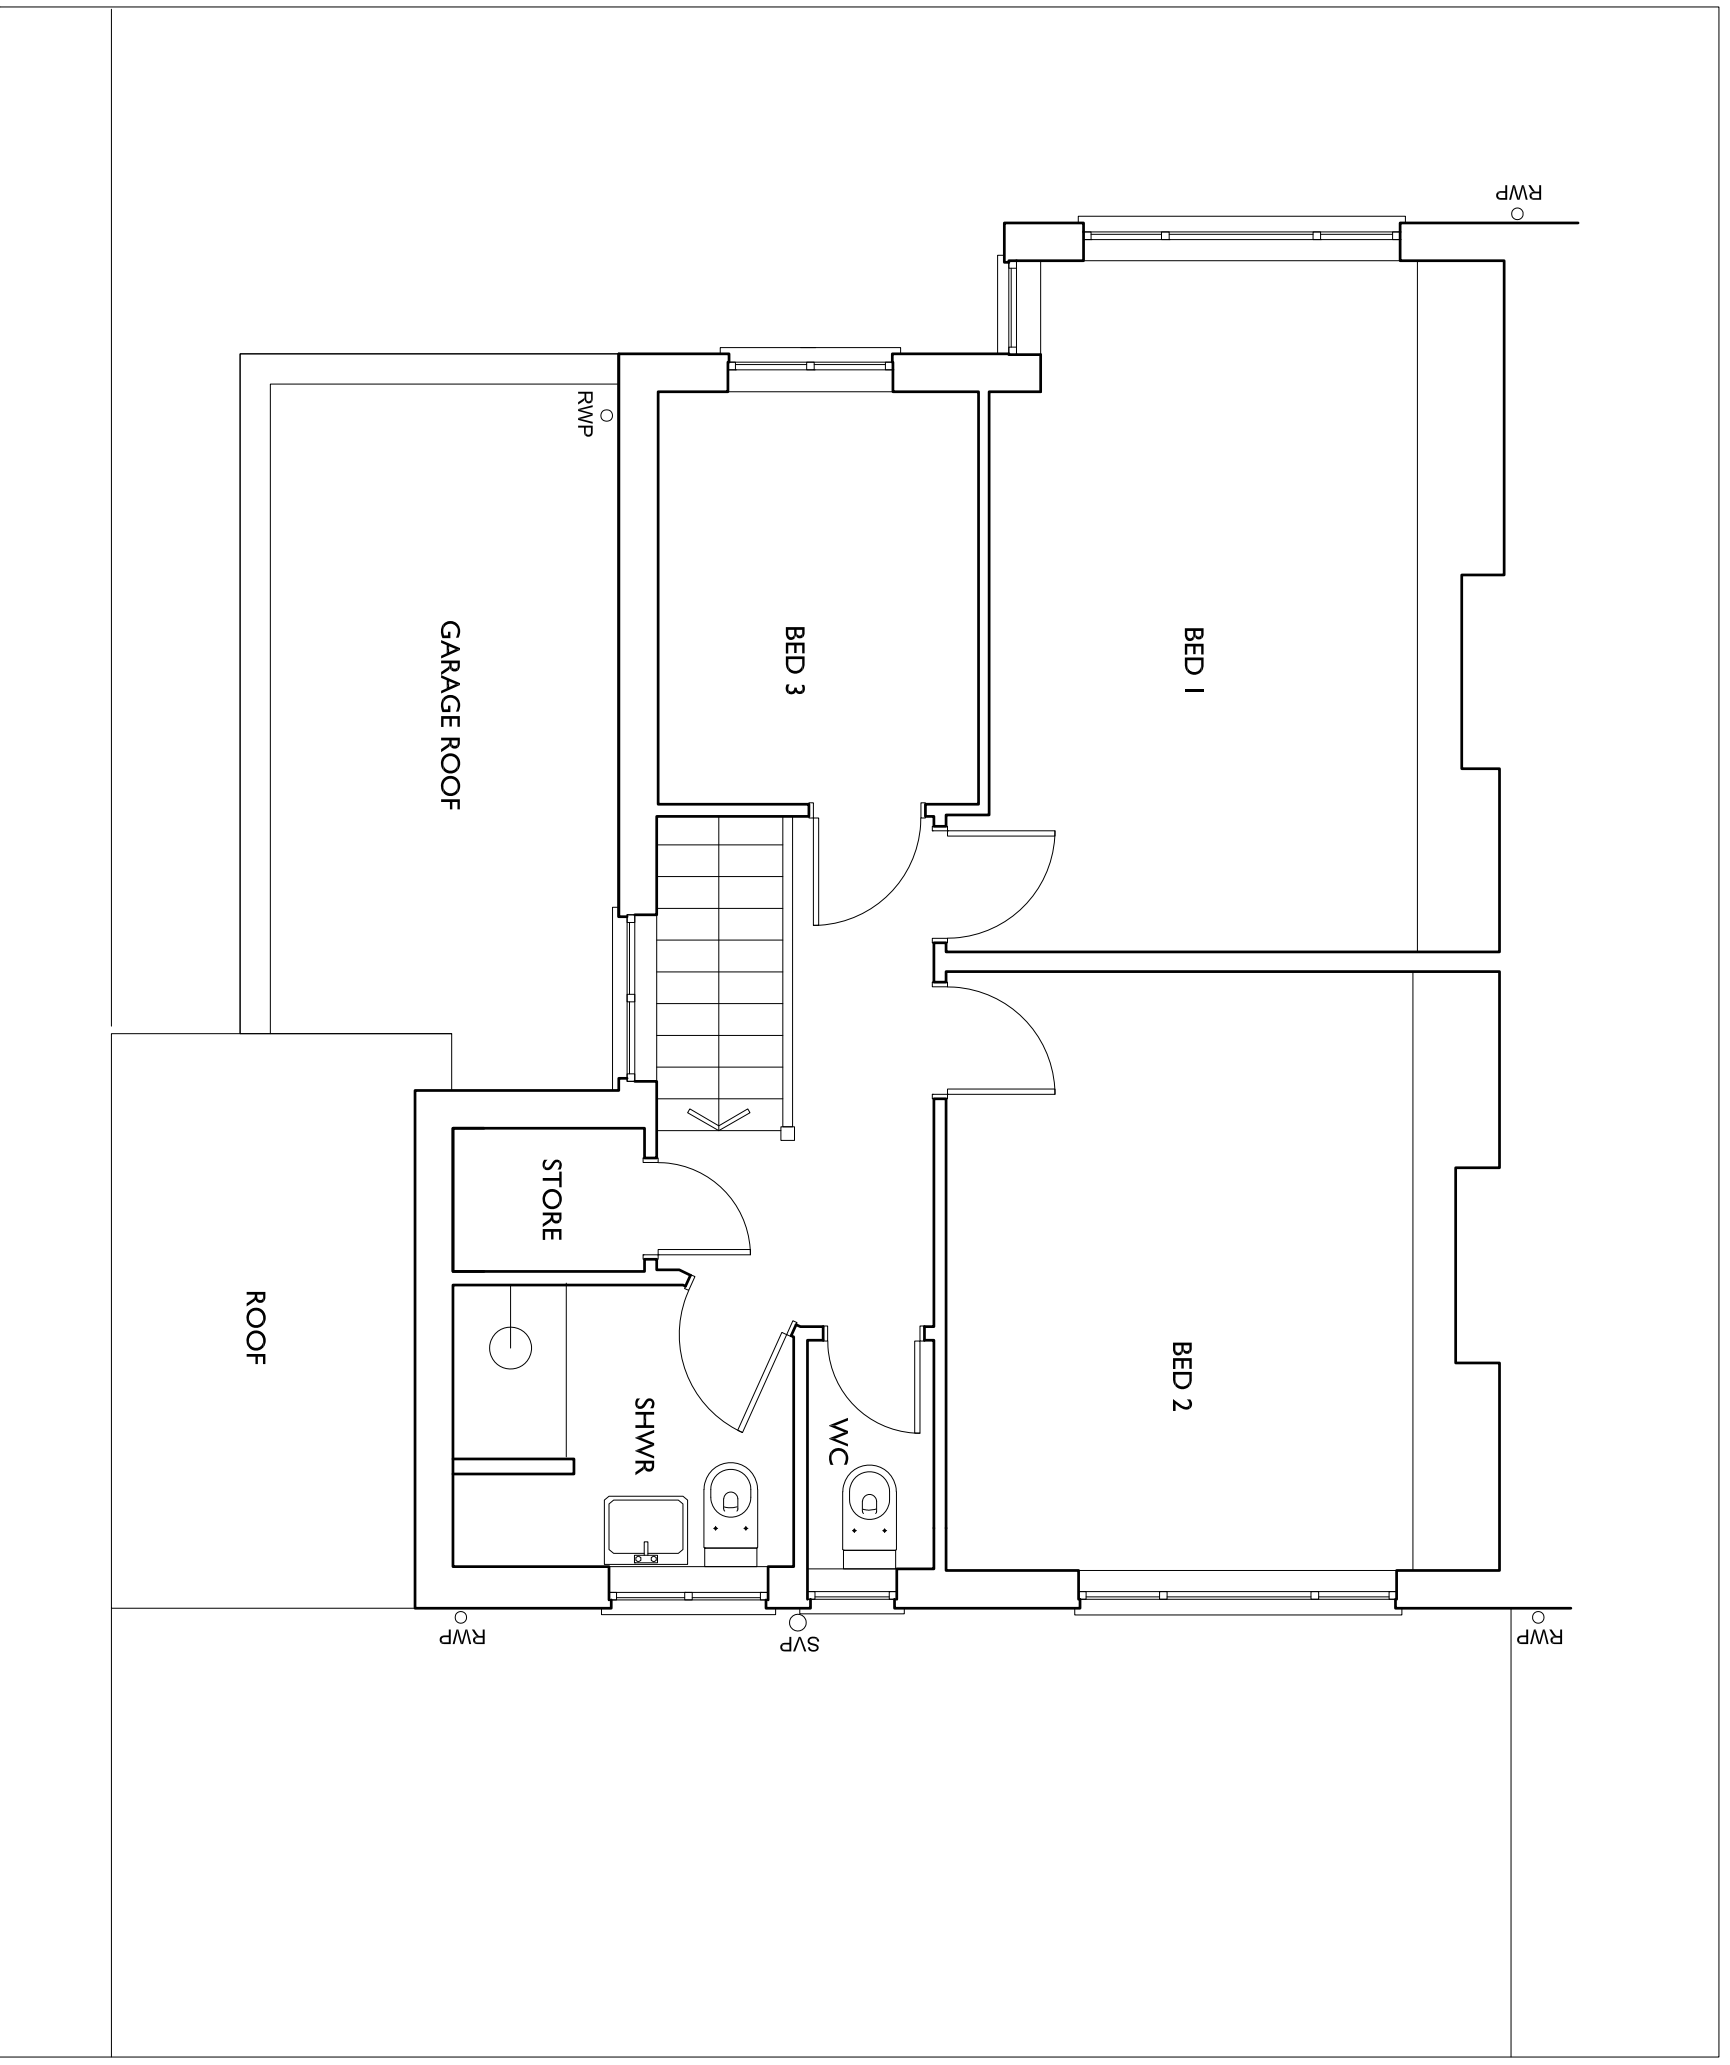 RWP
RWP
GARAGE ROOF
BED 3
BED 1
STORE
ROOF
BED 2
SHWR
WC
RWP
SVP
RWP